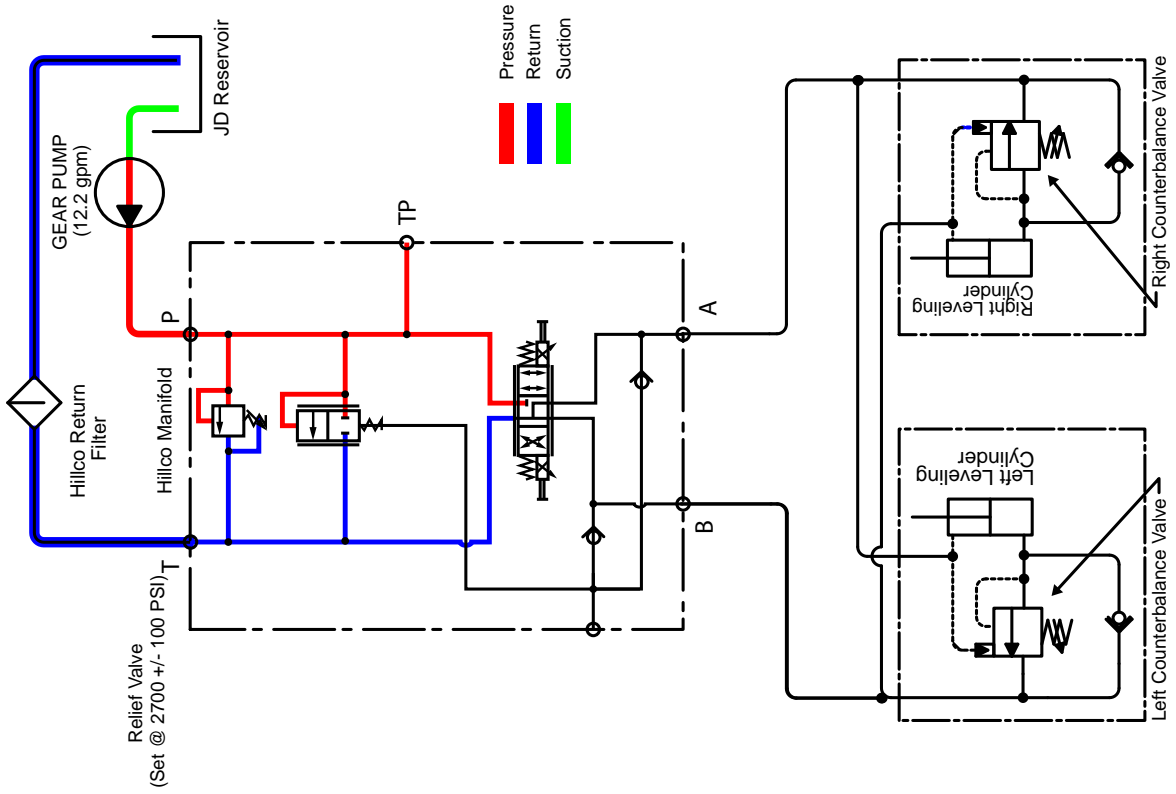 JD Reservoir
GEAR PUMP
(12.2 gpm)
Hillco Return
Filter
Pressure
Return
Suction
Hillco Manifold
P
TP
T
A
B
Relief Valve
(Set @ 2700 +/- 100 PSI)
Right Leveling
Cylinder
Right Counterbalance Valve
Left Leveling
Cylinder
Left Counterbalance Valve